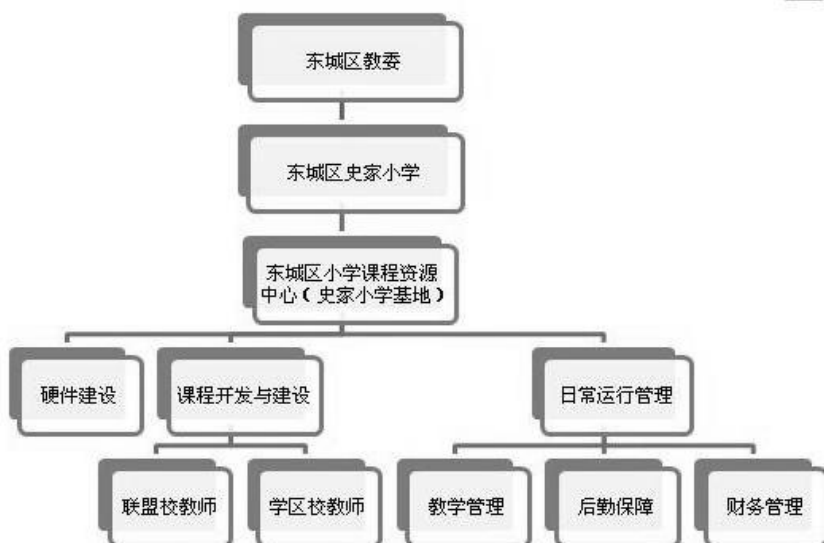 东城区教委
东城区史家小学
东城区小学课程资源
中心（史家小学基地）
硬件建设
课程开发与建设
日常运行管理
联盟校教师
学区校教师
教学管理
后勤保障
财务管理